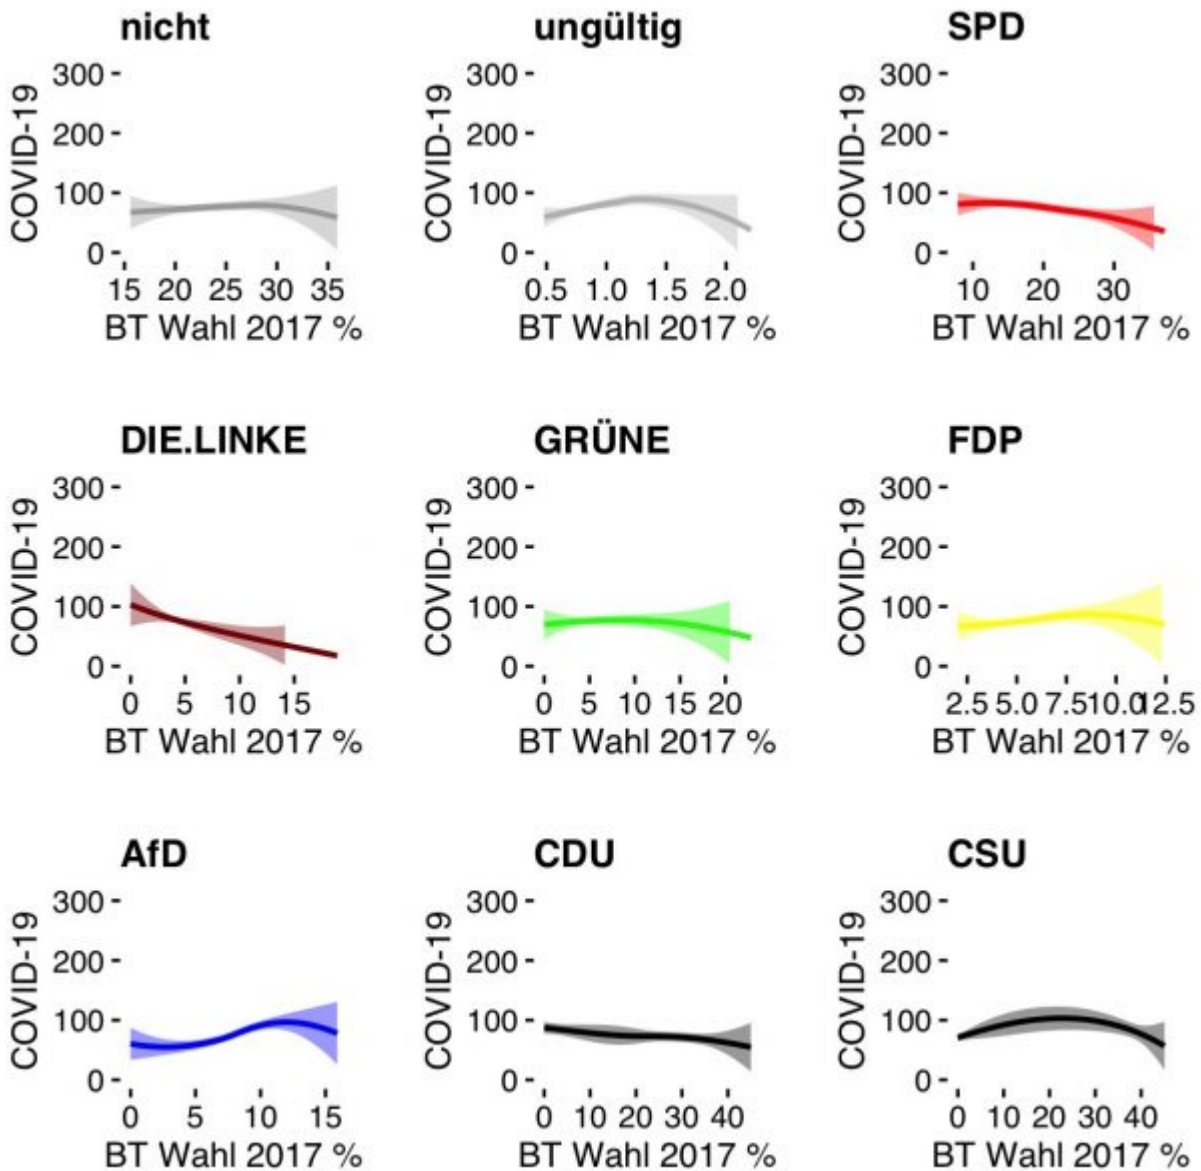 nicht
COVID-19
300
200
100
0
15 20 25 30 35
BT Wahl 2017 %
ungültig
COVID-19
300
200
100
0
0.5 1.0 1.5 2.0
BT Wahl 2017 %
SPD
COVID-19
300
200
100
0
10 20 30
BT Wahl 2017 %
DIE.LINKE
COVID-19
300
200
100
0
0 5 10 15
BT Wahl 2017 %
GRÜNE
COVID-19
300
200
100
0
0 5 10 15 20
BT Wahl 2017 %
FDP
COVID-19
300
200
100
0
2.5 5.0 7.5 10.0 12.5
BT Wahl 2017 %
AfD
COVID-19
300
200
100
0
0 5 10 15
BT Wahl 2017 %
CDU
COVID-19
300
200
100
0
0 10 20 30 40
BT Wahl 2017 %
CSU
COVID-19
300
200
100
0
0 10 20 30 40
BT Wahl 2017 %